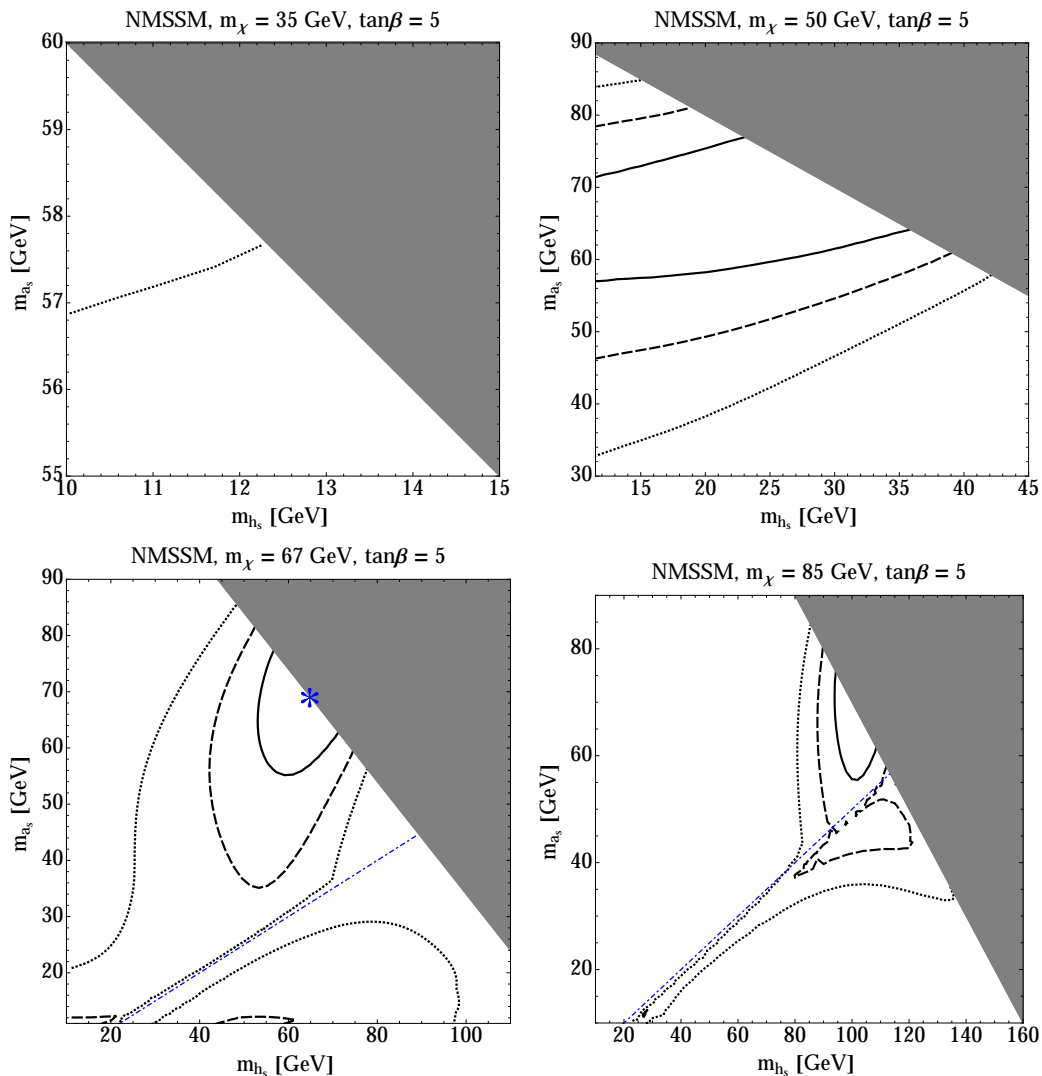 NMSSM, mχ = 35 GeV, tanβ = 5
60
59
58
57
56
55
10 11 12 13 14 15
m_{a_s} [GeV]
m_{h_s} [GeV]
NMSSM, mχ = 50 GeV, tanβ = 5
90
80
70
60
50
40
30
15 20 25 30 35 40 45
m_{a_s} [GeV]
m_{h_s} [GeV]
NMSSM, mχ = 67 GeV, tanβ = 5
90
80
70
60
50
40
30
20
20 40 60 80 100
m_{a_s} [GeV]
m_{h_s} [GeV]
NMSSM, mχ = 85 GeV, tanβ = 5
80
60
40
20
20 40 60 80 100 120 140 160
m_{a_s} [GeV]
m_{h_s} [GeV]